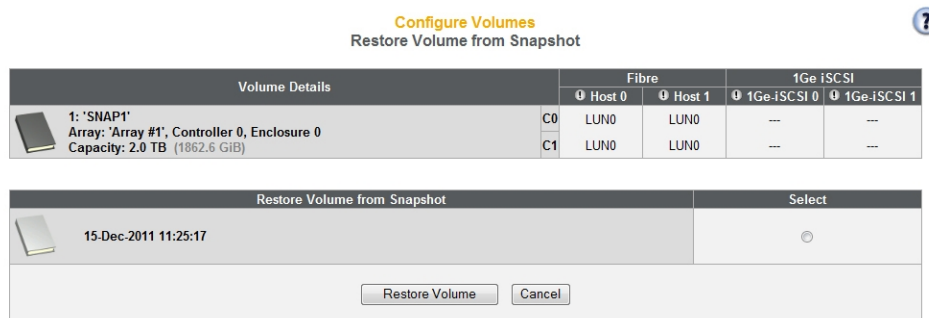 Configure Volumes
?
Restore Volume from Snapshot
Volume Details
Fibre
1Ge iSCSI
Host 0
Host 1
1Ge-iSCSI 0
1Ge-iSCSI 1
1: 'SNAP1'
Array: 'Array #1', Controller 0, Enclosure 0
Capacity: 2.0 TB (1862.6 GiB)
C0 LUN0 LUN0 --- ---
C1 LUN0 LUN0 --- ---
Restore Volume from Snapshot
Select
15-Dec-2011 11:25:17
Restore Volume
Cancel